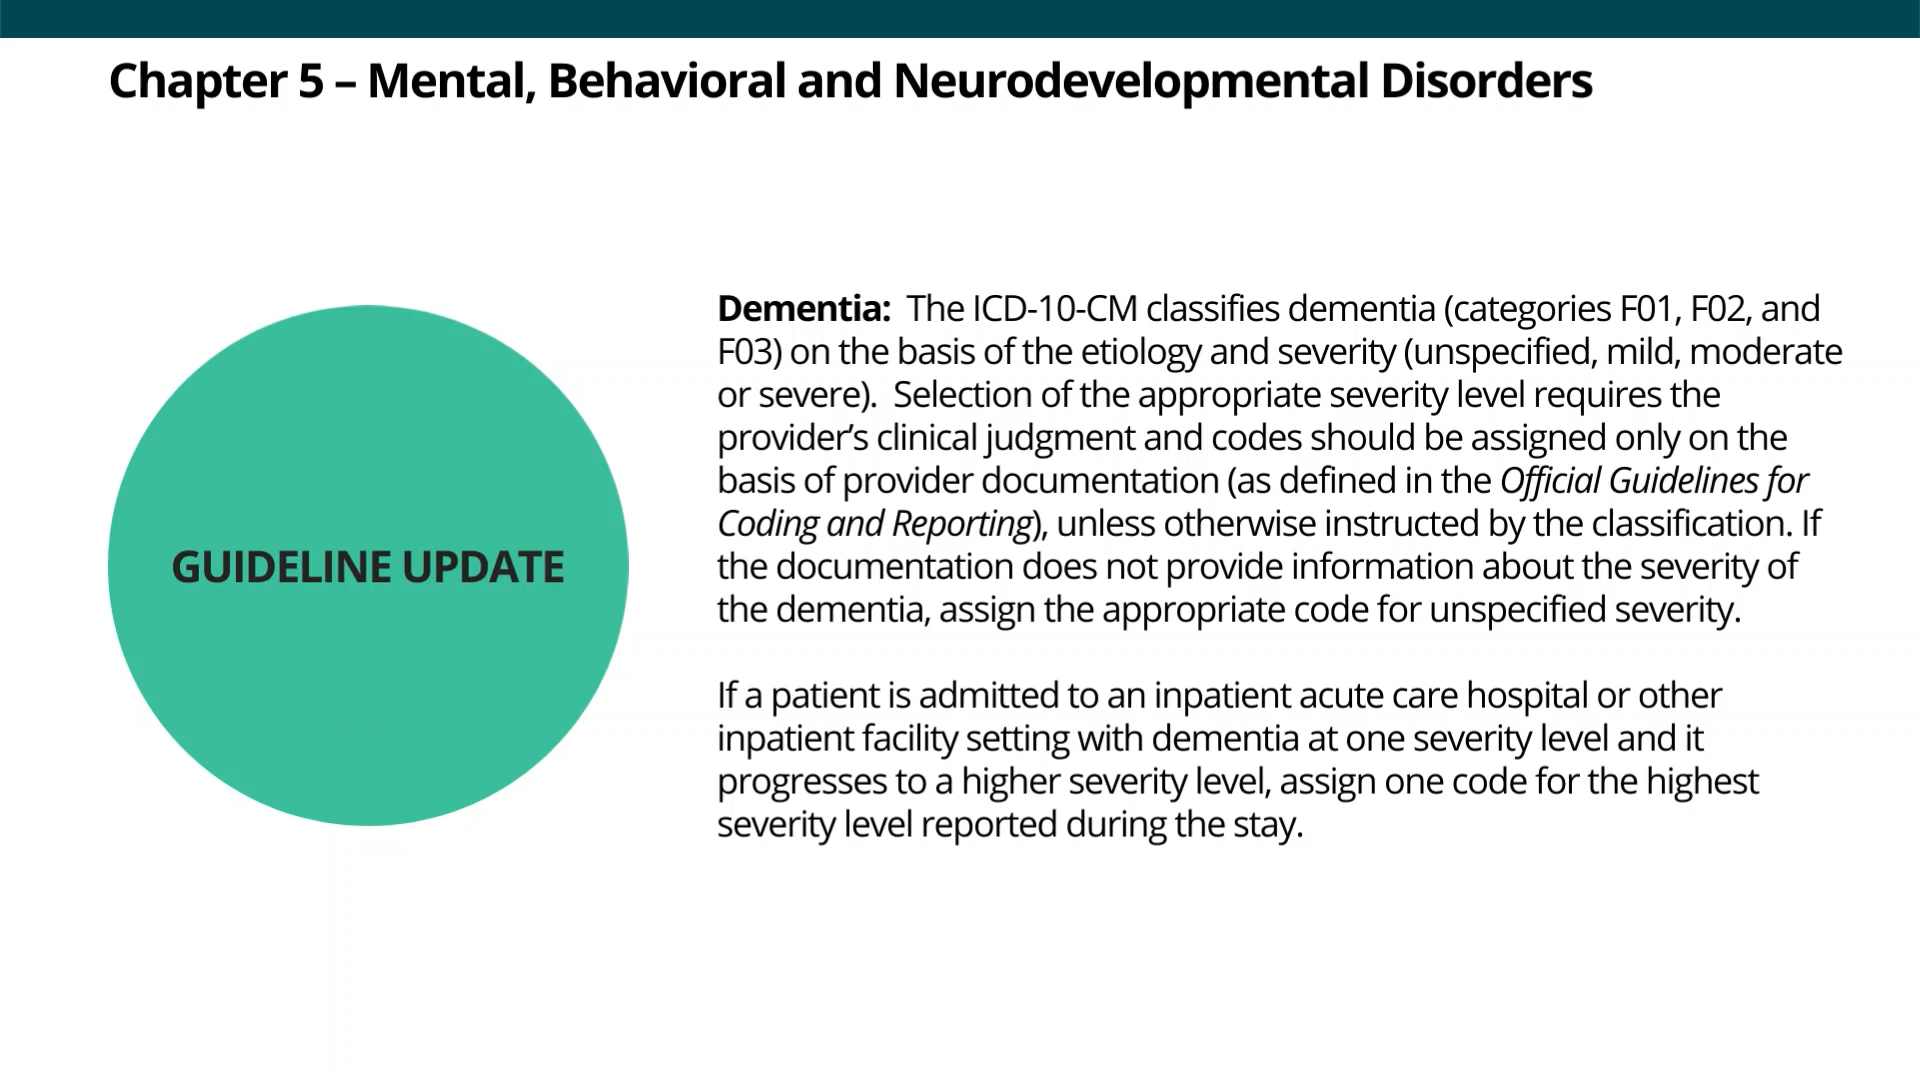 Chapter 5 – Mental, Behavioral and Neurodevelopmental Disorders
GUIDELINE UPDATE
Dementia:  The ICD-10-CM classifies dementia (categories F01, F02, and
F03) on the basis of the etiology and severity (unspecified, mild, moderate
or severe).  Selection of the appropriate severity level requires the
provider’s clinical judgment and codes should be assigned only on the
basis of provider documentation (as defined in the Official Guidelines for
Coding and Reporting), unless otherwise instructed by the classification. If
the documentation does not provide information about the severity of
the dementia, assign the appropriate code for unspecified severity.
If a patient is admitted to an inpatient acute care hospital or other
inpatient facility setting with dementia at one severity level and it
progresses to a higher severity level, assign one code for the highest
severity level reported during the stay.